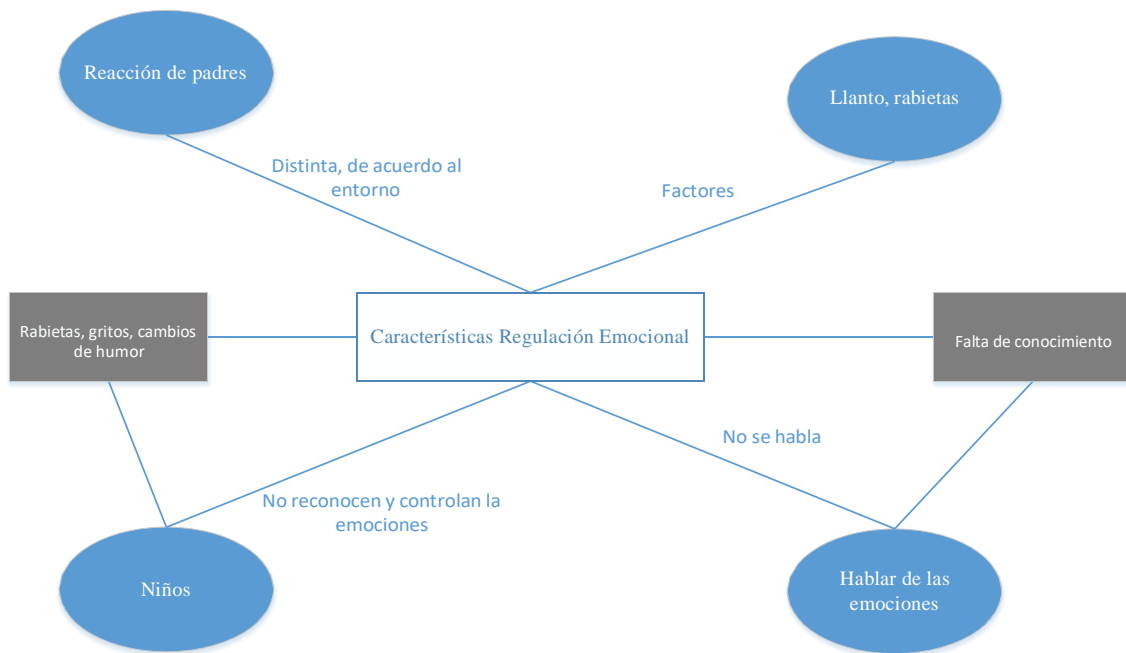 Reacción de padres
Llanto, rabietas
Distinta, de acuerdo al
entorno
Factores
Rabietas, gritos, cambios
de humor
Característicias Regulación Emocional
Falta de conocimiento
No se habla
No reconocen y controlan la
emociones
Niños
Hablar de las
emociones